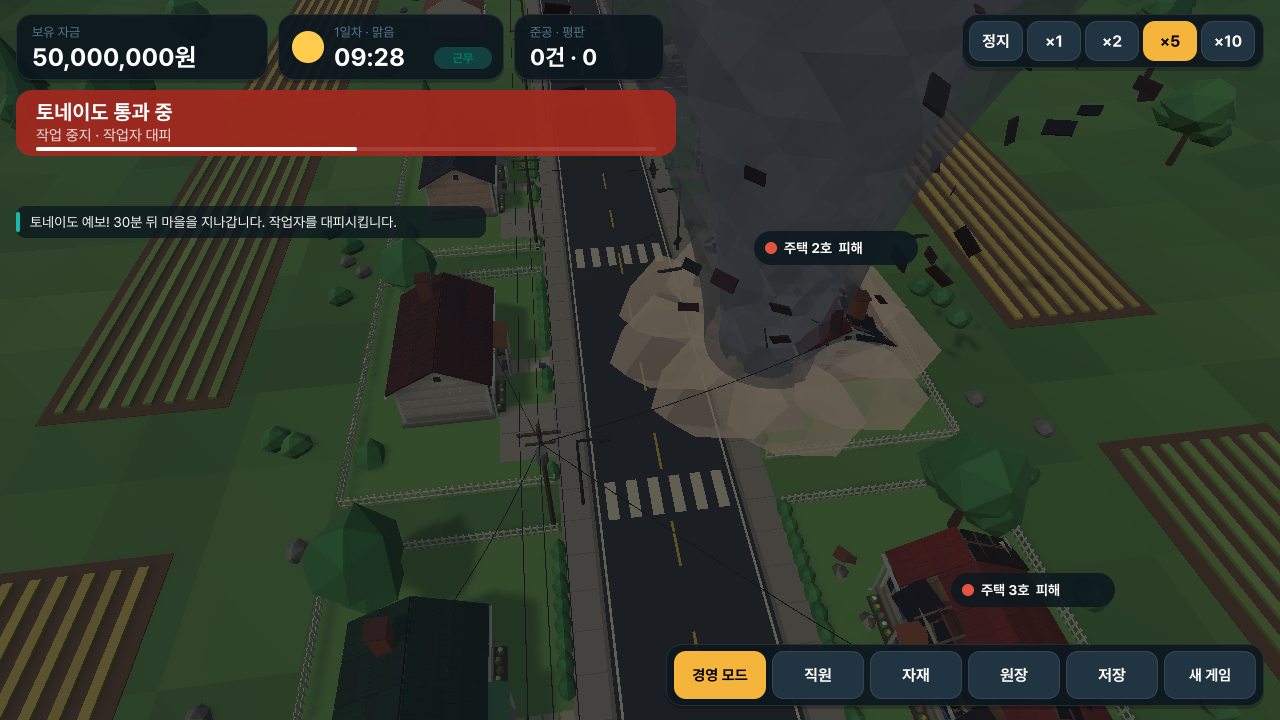 보유 자금
50,000,000원
1일차 · 맑음
09:28
근무
준공 · 평판
0건 · 0
정지
×1
×2
×5
×10
토네이도 통과 중
작업 중지 · 작업자 대피
토네이도 예보! 30분 뒤 마을을 지나갑니다. 작업자를 대피시킵니다.
주택 2호 피해
주택 3호 피해
경영 모드
직원
자재
원장
저장
새 게임